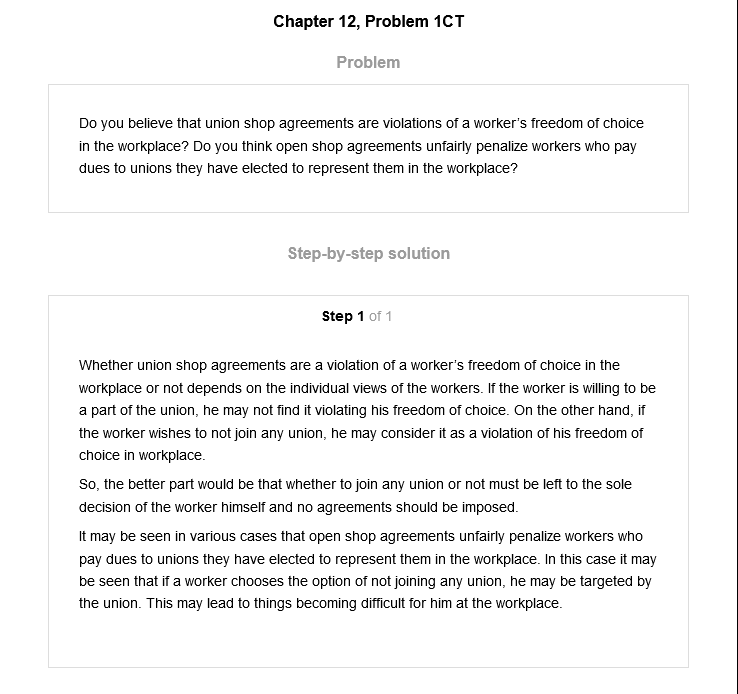 Chapter 12, Problem 1CT
Problem
Do you believe that union shop agreements are violations of a worker’s freedom of choice
in the workplace? Do you think open shop agreements unfairly penalize workers who pay
dues to unions they have elected to represent them in the workplace?
Step-by-step solution
Step 1 of 1
Whether union shop agreements are a violation of a worker’s freedom of choice in the
workplace or not depends on the individual views of the workers. If the worker is willing to be
a part of the union, he may not find it violating his freedom of choice. On the other hand, if
the worker wishes to not join any union, he may consider it as a violation of his freedom of
choice in workplace.
So, the better part would be that whether to join any union or not must be left to the sole
decision of the worker himself and no agreements should be imposed.
It may be seen in various cases that open shop agreements unfairly penalize workers who
pay dues to unions they have elected to represent them in the workplace. In this case it may
be seen that if a worker chooses the option of not joining any union, he may be targeted by
the union. This may lead to things becoming difficult for him at the workplace.